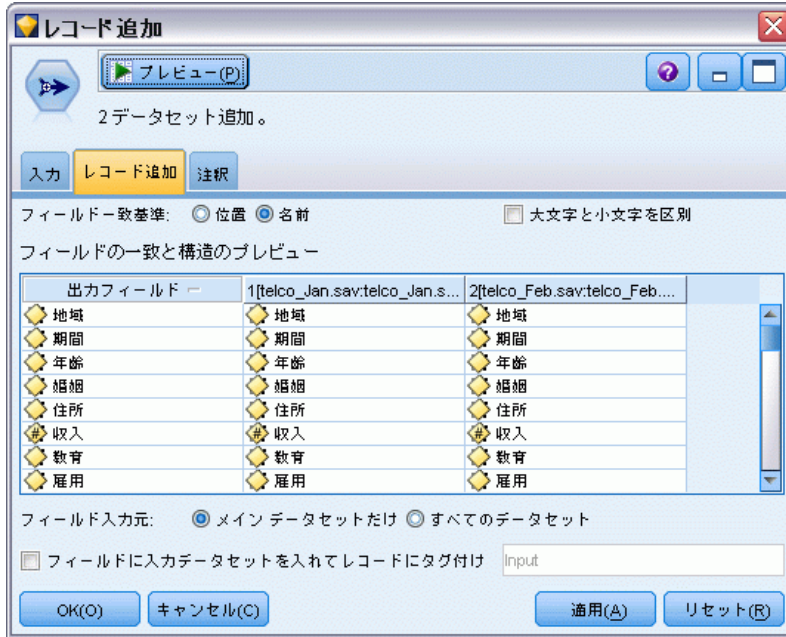 レコード追加
プレビュー(P)
2データセット追加。
入力 レコード追加 注釈
フィールド一致基準: 位置 名前 大文字と小文字を区別
フィールドの一致と構造のプレビュー
出力フィールド 1[telco_Jan.sav:telco_Jan.s... 2[telco_Feb.sav:telco_Feb....
地域 地域 地域
期間 期間 期間
年齢 年齢 年齢
婚姻 婚姻 婚姻
住所 住所 住所
収入 収入 収入
教育 教育 教育
雇用 雇用 雇用
フィールド入力元: メイン データセットだけ すべてのデータセット
フィールドに入力データセットを入れてレコードにタグ付け Input
OK(O) キャンセル(C) 適用(A) リセット(R)